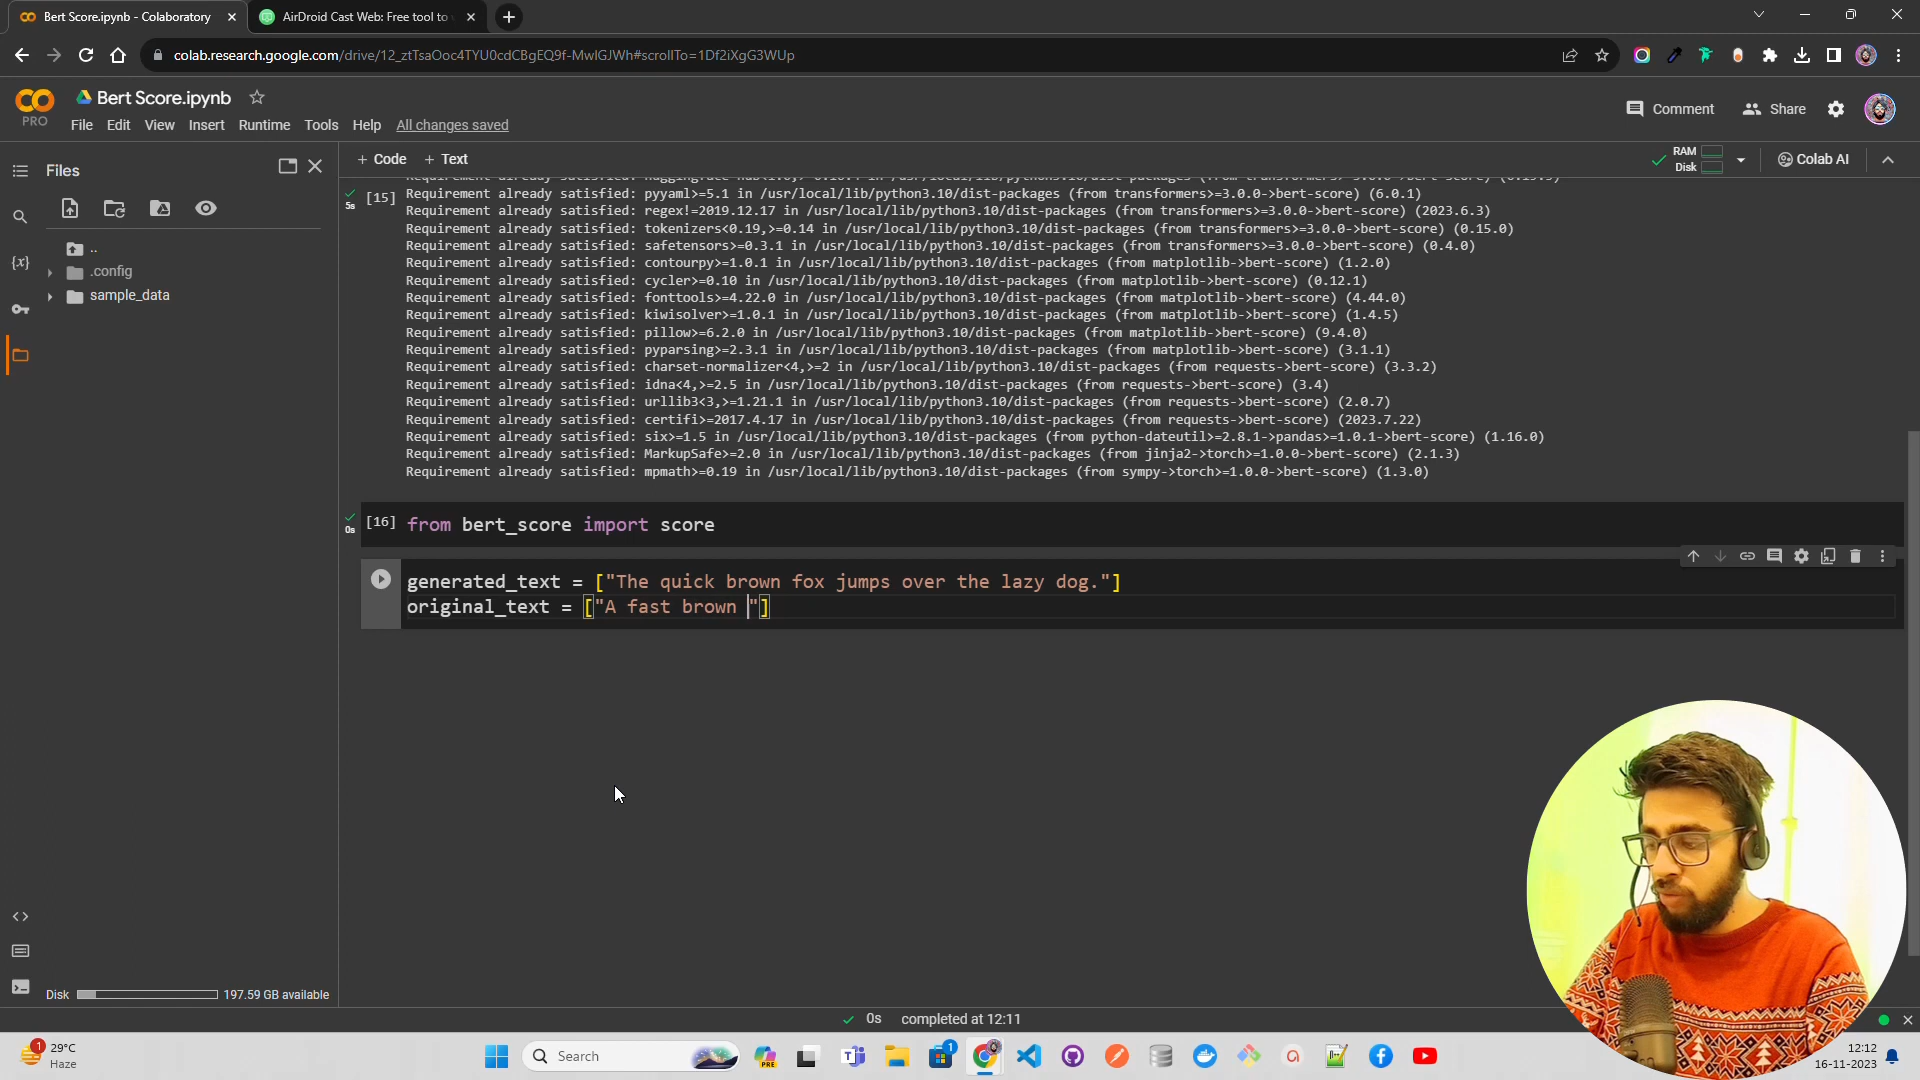 Bert Score.ipynb - Colaboratory
AirDroid Cast Web: Free tool to
colab.research.google.com/drive/12_ztTsaOoc4TYU0cdCBgEQ9f-MwlGJWh#scrollTo=1Df2iXgG3WUp
PRO
Bert Score.ipynb
File Edit View Insert Runtime Tools Help All changes saved
Comment
Share
Files
+ Code + Text
RAM
Disk
Colab AI
..
.config
sample_data
5s
[15]
Requirement already satisfied: pyyaml>=5.1 in /usr/local/lib/python3.10/dist-packages (from transformers>=3.0.0->bert-score) (6.0.1)
Requirement already satisfied: regex!=2019.12.17 in /usr/local/lib/python3.10/dist-packages (from transformers>=3.0.0->bert-score) (2023.6.3)
Requirement already satisfied: tokenizers<0.19,>=0.14 in /usr/local/lib/python3.10/dist-packages (from transformers>=3.0.0->bert-score) (0.15.0)
Requirement already satisfied: safetensors>=0.3.1 in /usr/local/lib/python3.10/dist-packages (from transformers>=3.0.0->bert-score) (0.4.0)
Requirement already satisfied: contourpy>=1.0.1 in /usr/local/lib/python3.10/dist-packages (from matplotlib->bert-score) (1.2.0)
Requirement already satisfied: cycler>=0.10 in /usr/local/lib/python3.10/dist-packages (from matplotlib->bert-score) (0.12.1)
Requirement already satisfied: fonttools>=4.22.0 in /usr/local/lib/python3.10/dist-packages (from matplotlib->bert-score) (4.44.0)
Requirement already satisfied: kiwisolver>=1.0.1 in /usr/local/lib/python3.10/dist-packages (from matplotlib->bert-score) (1.4.5)
Requirement already satisfied: pillow>=6.2.0 in /usr/local/lib/python3.10/dist-packages (from matplotlib->bert-score) (9.4.0)
Requirement already satisfied: pyparsing>=2.3.1 in /usr/local/lib/python3.10/dist-packages (from matplotlib->bert-score) (3.1.1)
Requirement already satisfied: charset-normalizer<4,>=2 in /usr/local/lib/python3.10/dist-packages (from requests->bert-score) (3.3.2)
Requirement already satisfied: idna<4,>=2.5 in /usr/local/lib/python3.10/dist-packages (from requests->bert-score) (3.4)
Requirement already satisfied: urllib3<3,>=1.21.1 in /usr/local/lib/python3.10/dist-packages (from requests->bert-score) (2.0.7)
Requirement already satisfied: certifi>=2017.4.17 in /usr/local/lib/python3.10/dist-packages (from requests->bert-score) (2023.7.22)
Requirement already satisfied: six>=1.5 in /usr/local/lib/python3.10/dist-packages (from python-dateutil>=2.8.1->pandas>=1.0.1->bert-score) (1.16.0)
Requirement already satisfied: MarkupSafe>=2.0 in /usr/local/lib/python3.10/dist-packages (from jinja2->torch>=1.0.0->bert-score) (2.1.3)
Requirement already satisfied: mpmath>=0.19 in /usr/local/lib/python3.10/dist-packages (from sympy->torch>=1.0.0->bert-score) (1.3.0)
0s
[16] from bert_score import score
generated_text = ["The quick brown fox jumps over the lazy dog."]
original_text = ["A fast brown "]
Disk 197.59 GB available
0s completed at 12:11
1
29°C
Haze
Search
PRE
1
12:12
16-11-2023